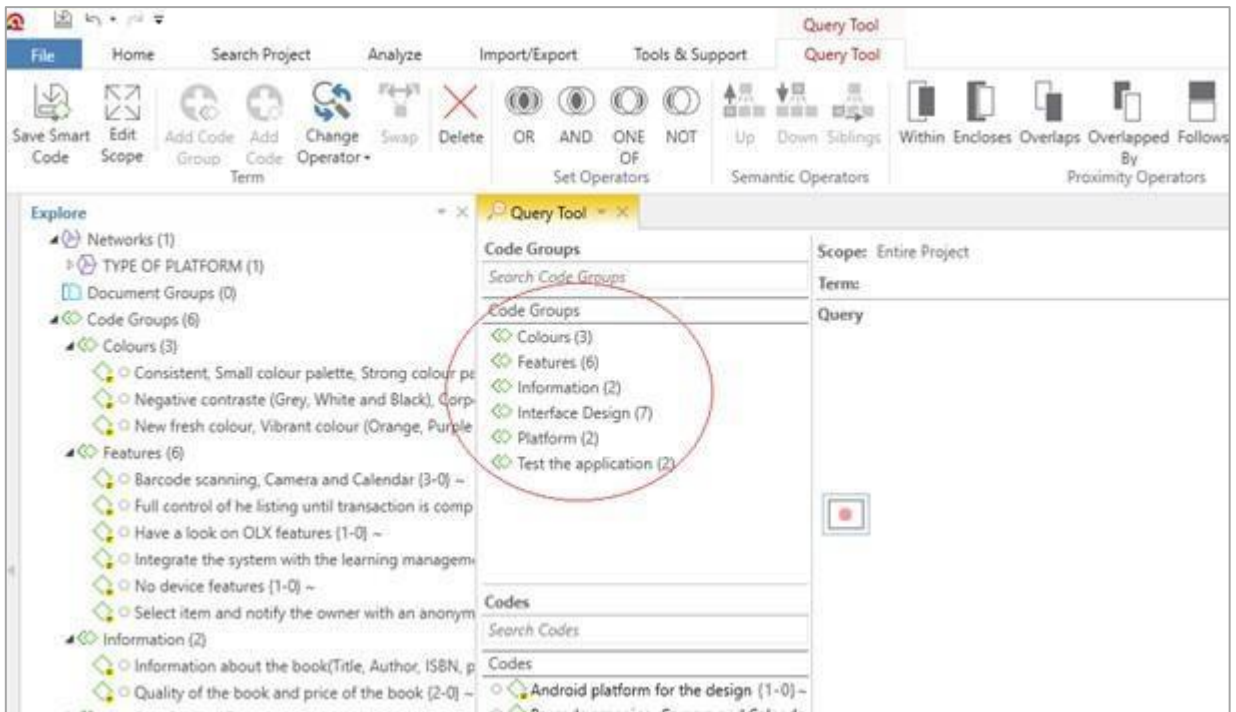 Query Tool
File Home Search Project Analyze Import/Export Tools & Support Query Tool
Save Smart Code Edit Scope Add Code Group Add Code Change Operator Swap Delete OR AND ONE OF NOT Up Down Siblings Within Encloses Overlaps Overlapped By Follows
Term Set Operators Semantic Operators Proximity Operators
Explore
Networks (1)
TYPE OF PLATFORM (1)
Document Groups (0)
Code Groups (6)
Colours (3)
Consistent, Small colour palette, Strong colour pa
Negative contraste (Grey, White and Black), Corp
New fresh colour, Vibrant colour (Orange, Purple
Features (6)
Barcode scanning, Camera and Calendar {3-0} ~
Full control of he listing until transaction is comp
Have a look on OLX features {1-0} ~
Integrate the system with the learning managem
No device features {1-0} ~
Select item and notify the owner with an anonym
Information (2)
Information about the book(Title, Author, ISBN, p
Quality of the book and price of the book {2-0} ~
Query Tool
Code Groups
Search Code Groups
Code Groups
Colours (3)
Features (6)
Information (2)
Interface Design (7)
Platform (2)
Test the application (2)
Codes
Search Codes
Codes
Android platform for the design {1-0} ~
Scope: Entire Project
Term:
Query